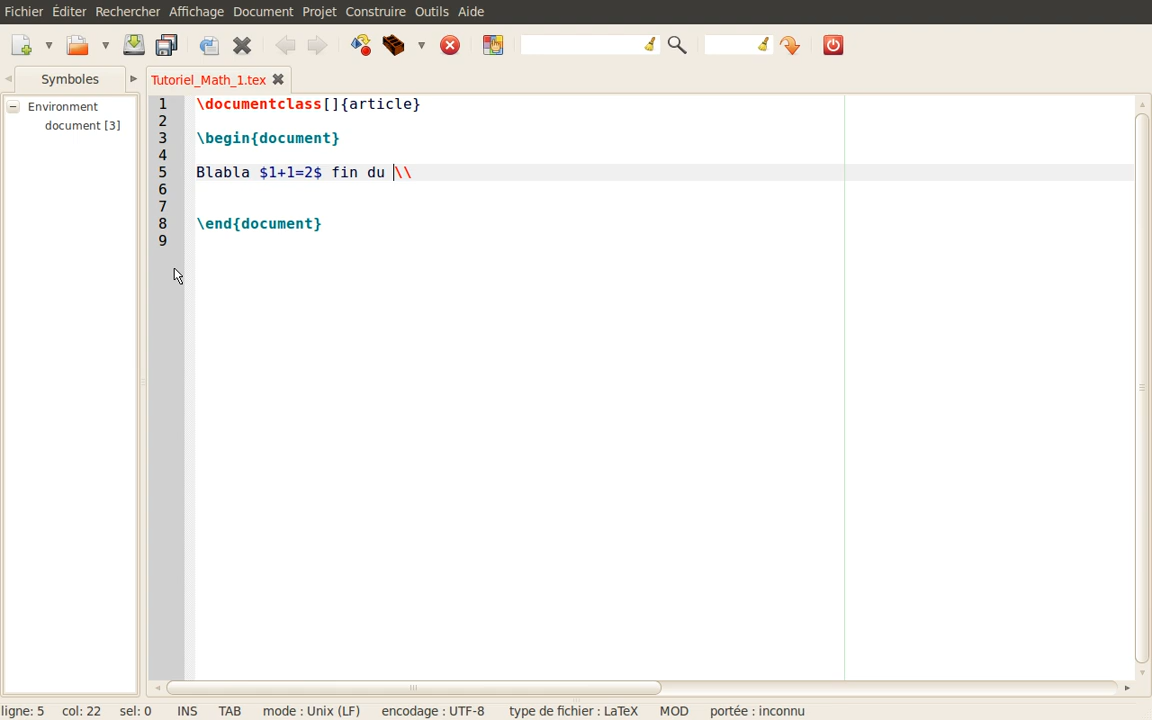 Fichier Éditer Rechercher Affichage Document Projet Construire Outils Aide
Symboles
Tutoriel_Math_1.tex
Environment
document [3]
1 \documentclass[]{article}
2
3 \begin{document}
4
5 Blabla $1+1=2$ fin du \\
6
7
8 \end{document}
9
ligne: 5 col: 22 sel: 0 INS TAB mode : Unix (LF) encodage : UTF-8 type de fichier : LaTeX MOD portée : inconnu